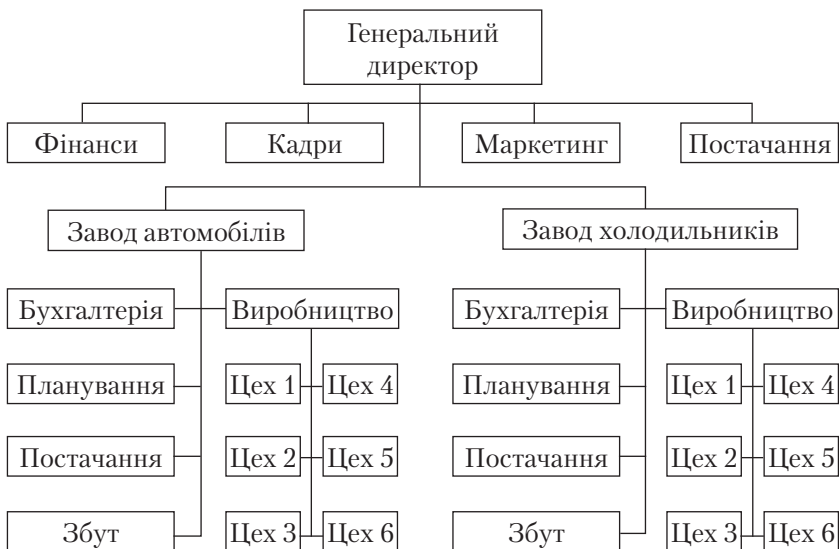 Генеральний
директор
Фінанси Кадри Маркетинг Постачання
Завод автомобілів Завод холодильників
Бухгалтерія Виробництво Бухгалтерія Виробництво
Планування Цех 1 Цех 4 Планування Цех 1 Цех 4
Постачання Цех 2 Цех 5 Постачання Цех 2 Цех 5
Збут Цех 3 Цех 6 Збут Цех 3 Цех 6